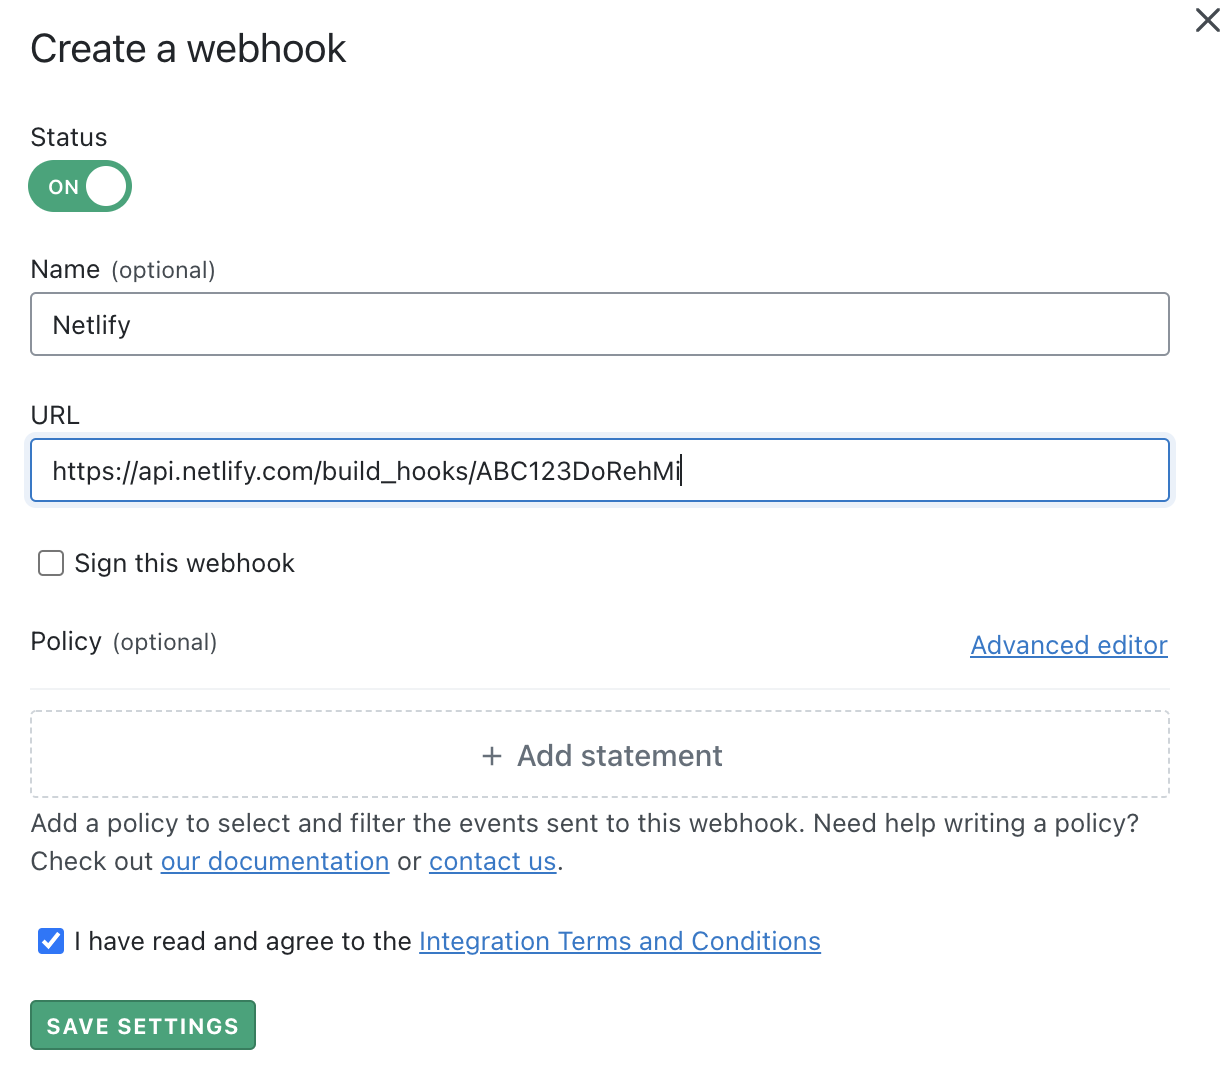 Create a webhook
Status
ON
Name (optional)
Netlify
URL
https://api.netlify.com/build_hooks/ABC123DoRehMi
Sign this webhook
Policy (optional)
Advanced editor
+ Add statement
Add a policy to select and filter the events sent to this webhook. Need help writing a policy?
Check out our documentation or contact us.
I have read and agree to the Integration Terms and Conditions
SAVE SETTINGS